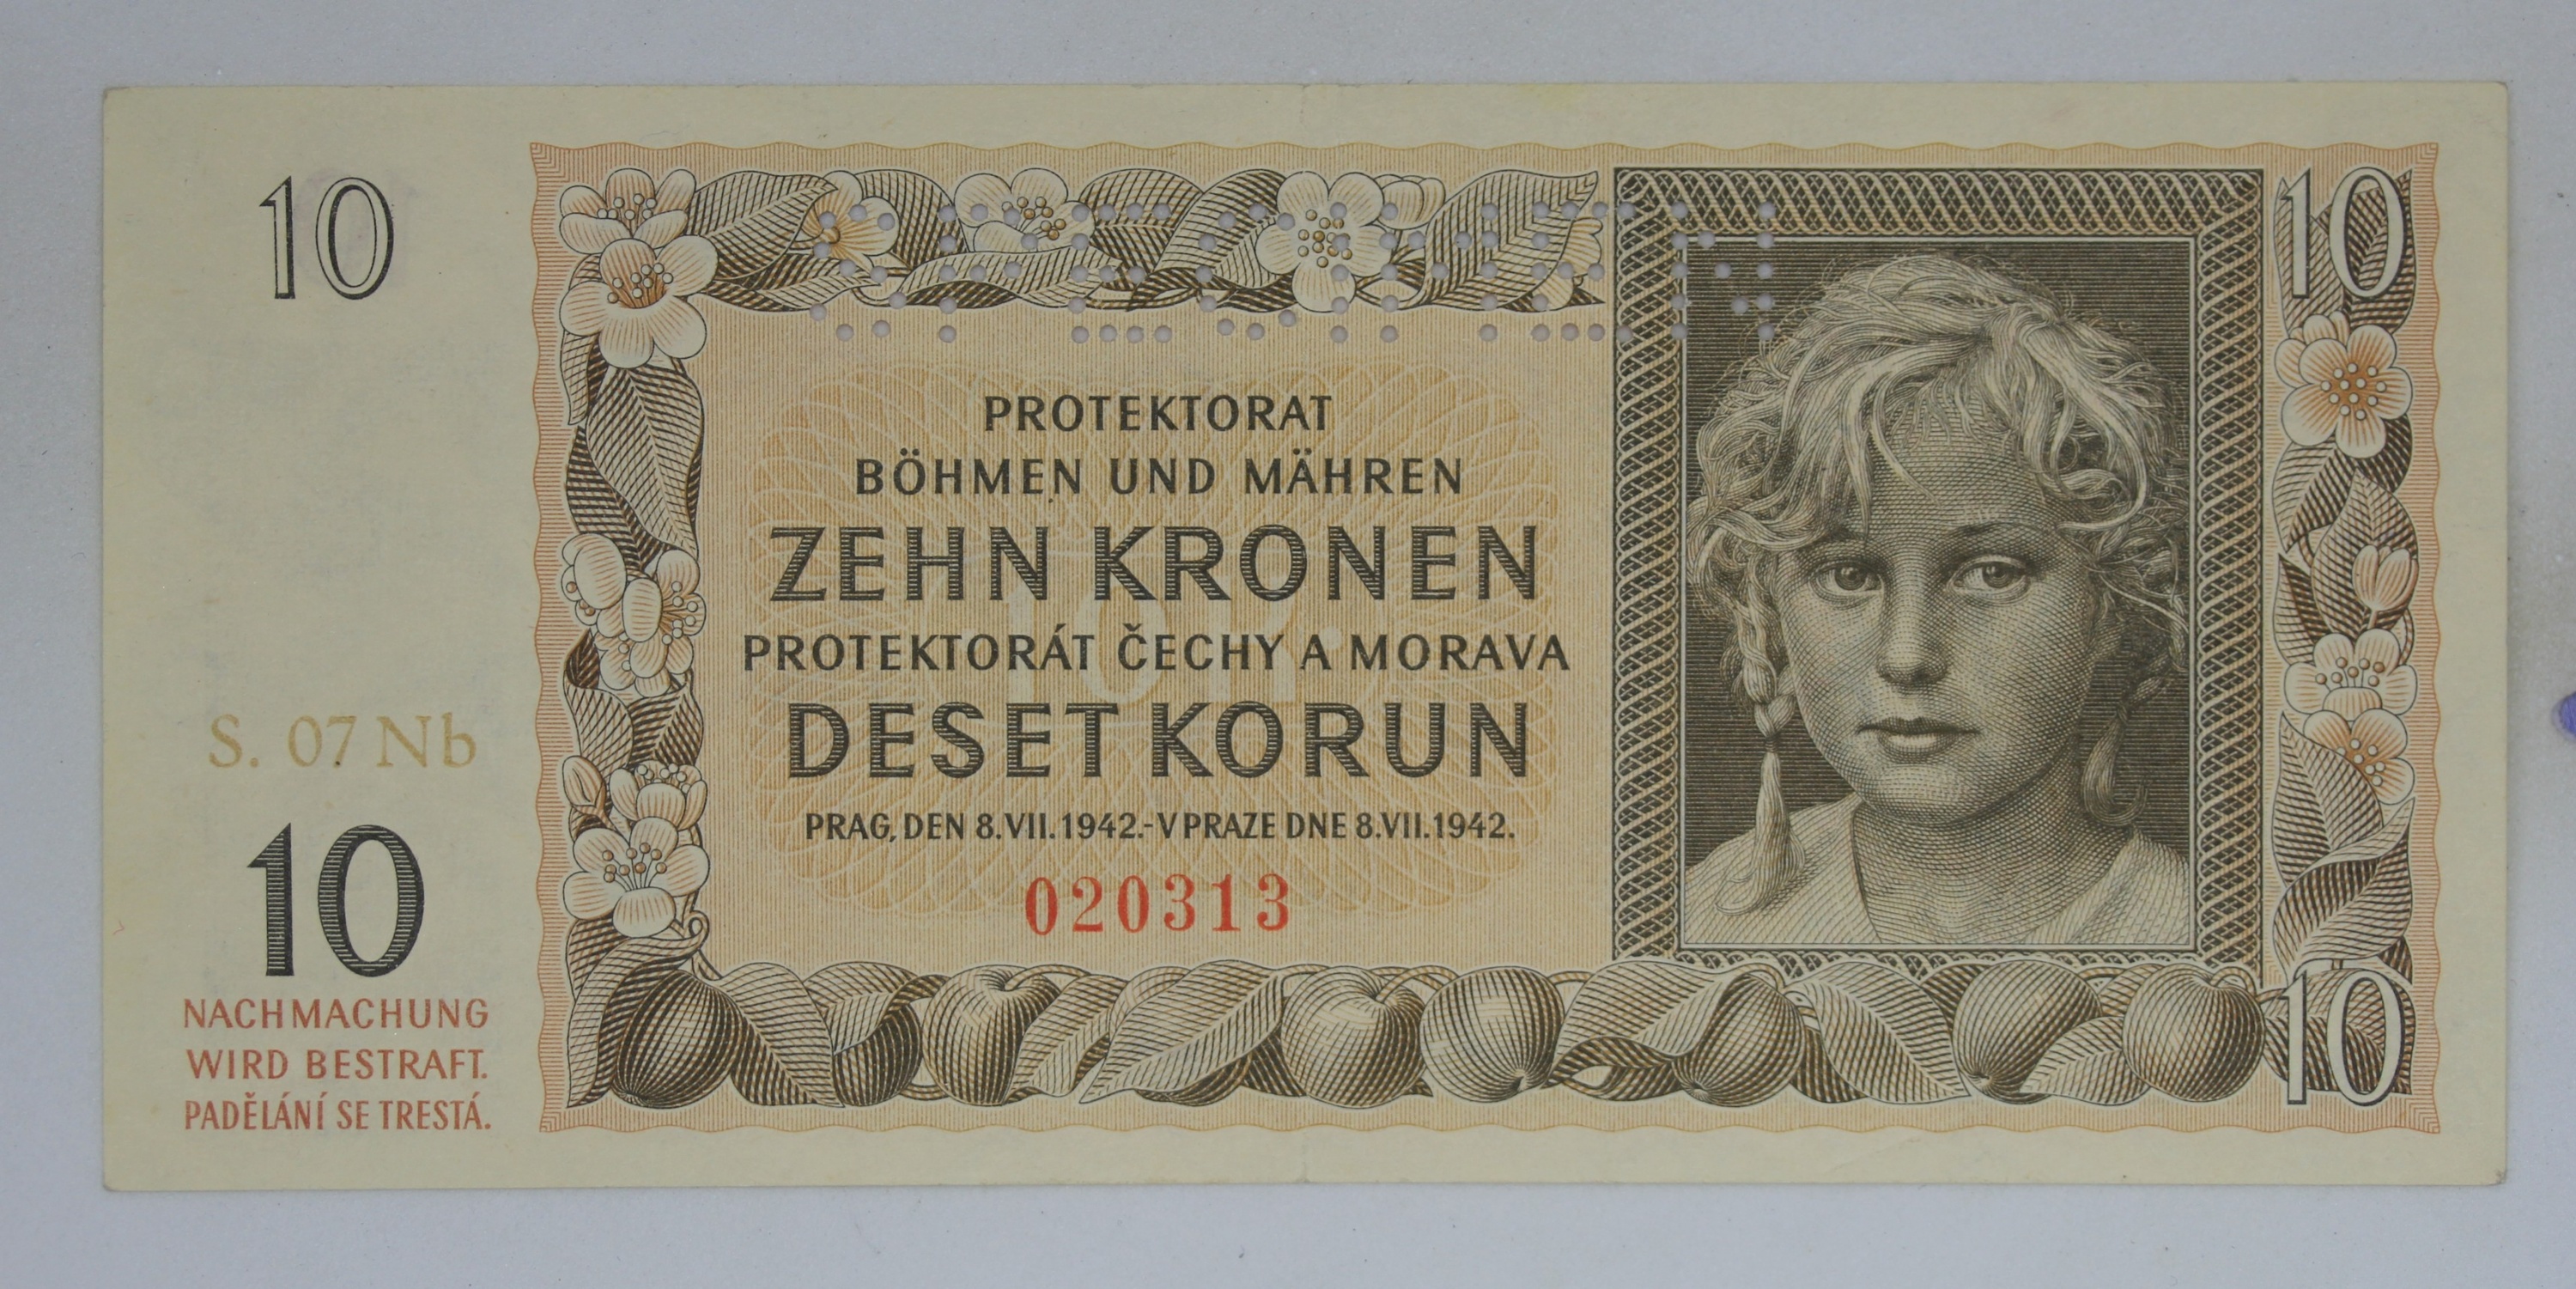 10
10
PROTEKTORAT
BÖHMEN UND MÄHREN
ZEHN KRONEN
PROTEKTORÁT ČECHY A MORAVA
DESET KORUN
PRAG, DEN 8.VII.1942.-V PRAZE DNE 8.VII.1942.
020313
S. 07 Nb
10
NACHMACHUNG
WIRD BESTRAFT.
PADĚLÁNÍ SE TRESTÁ.
10
SPECIMEN